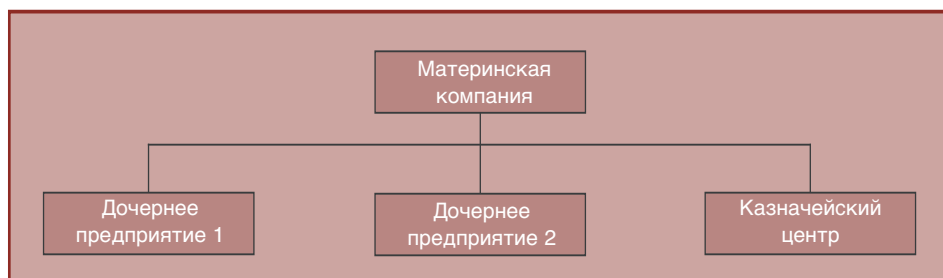 Материнская
компания
Дочернее
предприятие 1
Дочернее
предприятие 2
Казначейский
центр